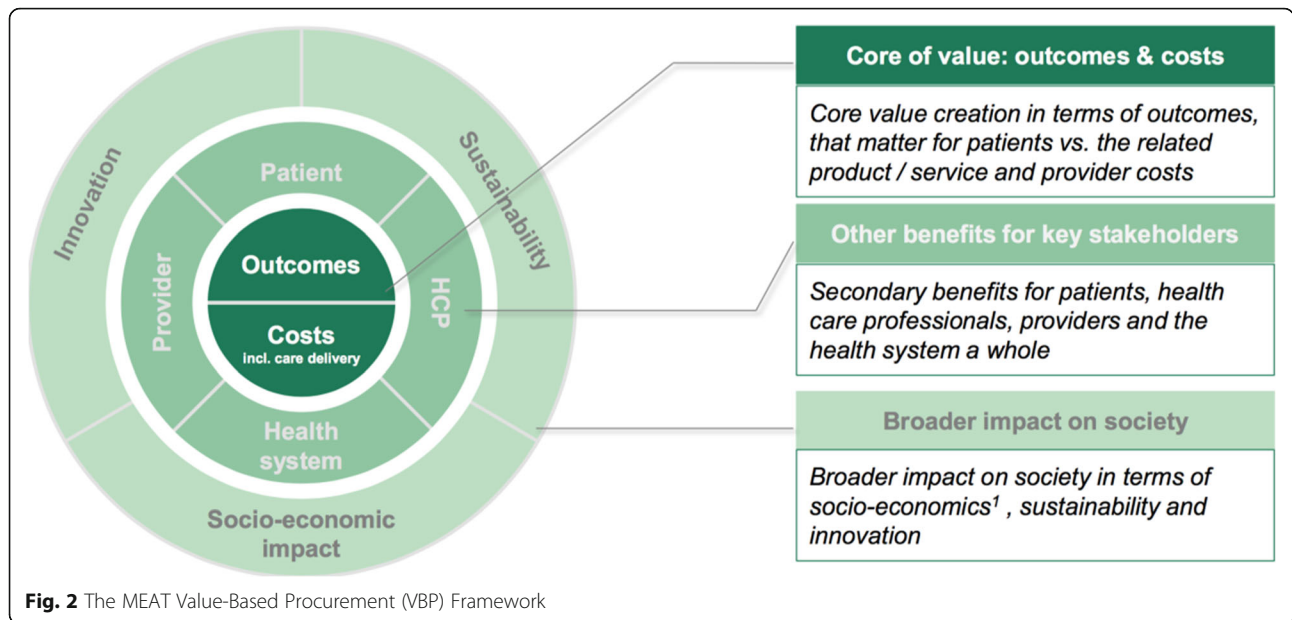 Innovation
Sustainability
Patient
Provider
HCP
Outcomes
Costs
incl. care delivery
Health
system
Socio-economic
impact
Core of value: outcomes & costs
Core value creation in terms of outcomes,
that matter for patients vs. the related
product / service and provider costs
Other benefits for key stakeholders
Secondary benefits for patients, health
care professionals, providers and the
health system a whole
Broader impact on society
Broader impact on society in terms of
socio-economics¹ , sustainability and
innovation
Fig. 2 The MEAT Value-Based Procurement (VBP) Framework